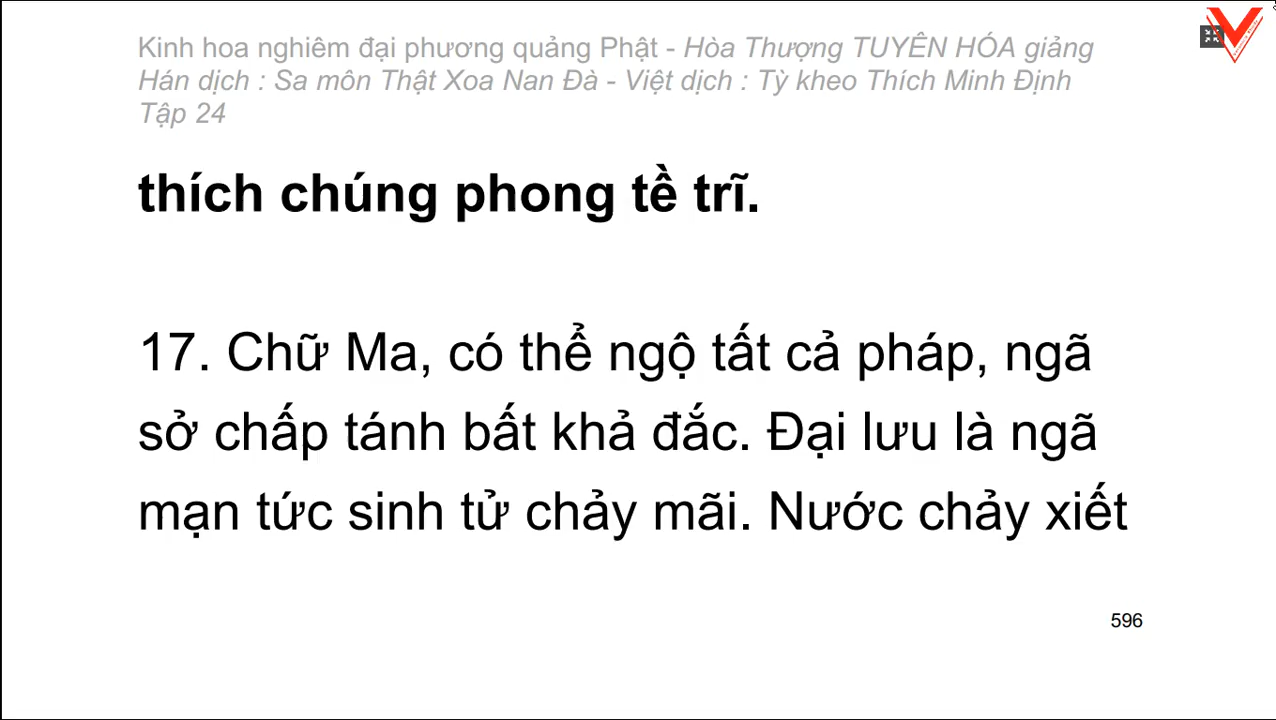 Kinh hoa nghiêm đại phương quảng Phật - Hòa Thượng TUYÊN HÓA giảng
Hán dịch : Sa môn Thật Xoa Nan Đà - Việt dịch : Tỳ kheo Thích Minh Định
Tập 24
thích chúng phong tề trĩ.
17. Chữ Ma, có thể ngộ tất cả pháp, ngã
sở chấp tánh bất khả đắc. Đại lưu là ngã
mạn tức sinh tử chảy mãi. Nước chảy xiết
596